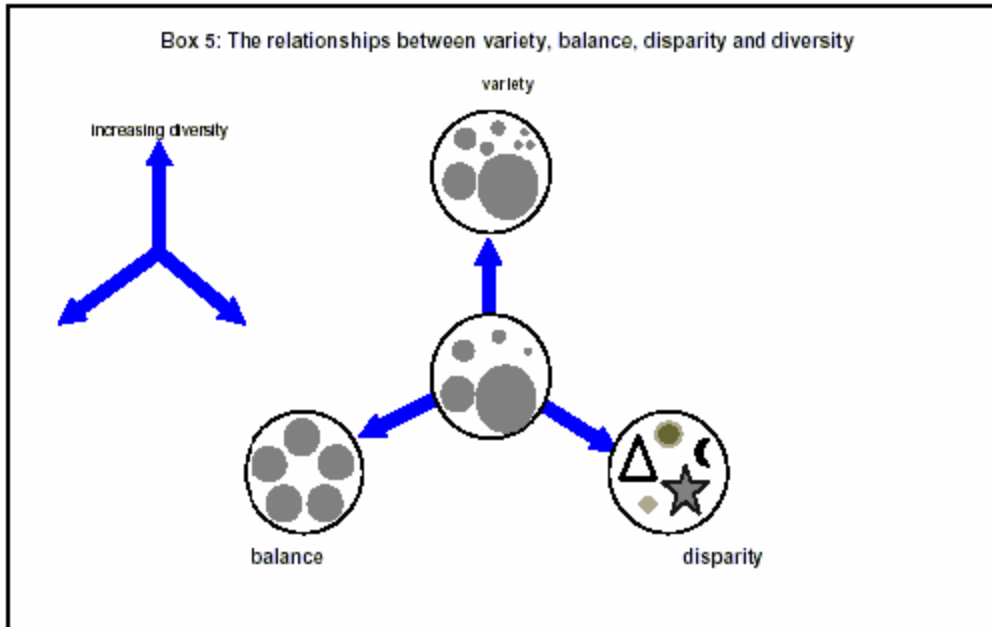 Box 5: The relationships between variety, balance, disparity and diversity
variety
increasing diversity
balance
disparity